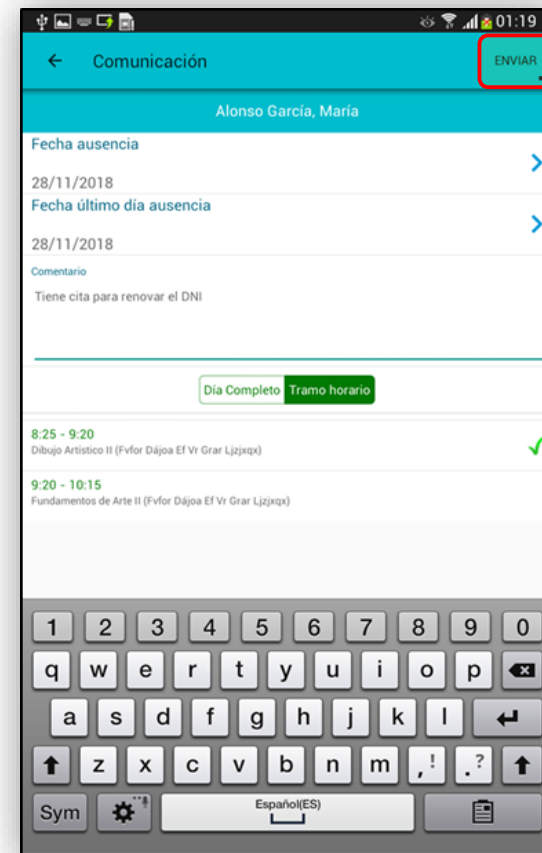 01:19
Comunicación
ENVIAR
Alonso García, María
Fecha ausencia
28/11/2018
Fecha último día ausencia
28/11/2018
Comentario
Tiene cita para renovar el DNI
Día Completo Tramo horario
8:25 - 9:20
Dibujo Artístico II (Fvfor Dájoa Ef Vr Grar Ljzjxqx)
9:20 - 10:15
Fundamentos de Arte II (Fvfor Dájoa Ef Vr Grar Ljzjxqx)
1 2 3 4 5 6 7 8 9 0
q w e r t y u i o p
a s d f g h j k l
z x c v b n m , ! . ?
Sym Español(ES)